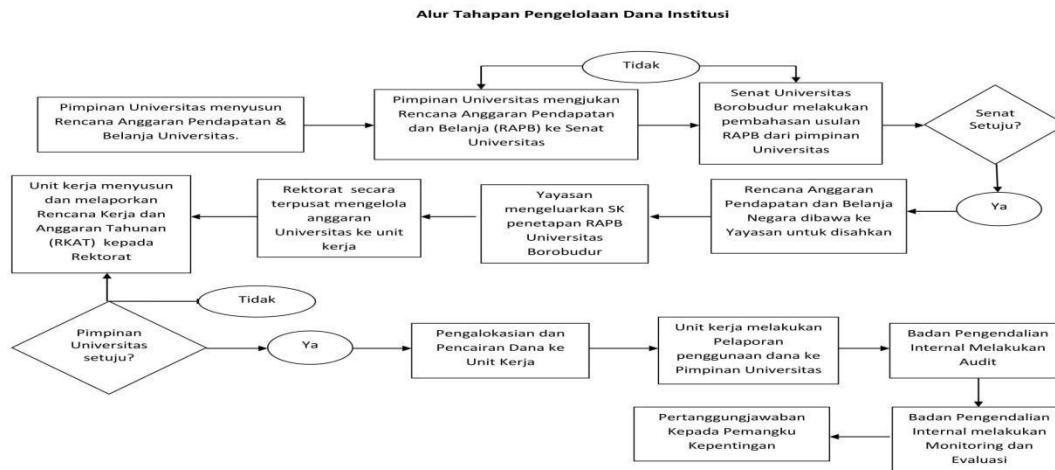 Alur Tahapan Pengelolaan Dana Institusi
Pimpinan Universitas menyusun
Rencana Anggaran Pendapatan &
Belanja Universitas.
Pimpinan Universitas mengjukan
Rencana Anggaran Pendapatan
dan Belanja (RAPB) ke Senat
Universitas
Tidak
Senat Universitas
Borobudur melakukan
pembahasan usulan
RAPB dari pimpinan
Universitas
Senat
Setuju?
Ya
Rencana Anggaran
Pendapatan dan Belanja
Negara dibawa ke
Yayasan untuk disahkan
Yayasan
mengeluarkan SK
penetapan RAPB
Universitas
Borobudur
Rektorat secara
terpusat mengelola
anggaran
Universitas ke unit
kerja
Unit kerja menyusun
dan melaporkan
Rencana Kerja dan
Anggaran Tahunan
(RKAT) kepada
Rektorat
Pimpinan
Universitas
setuju?
Tidak
Ya
Pengalokasian dan
Pencairan Dana ke
Unit Kerja
Unit kerja melakukan
Pelaporan
penggunaan dana ke
Pimpinan Universitas
Badan Pengendalian
Internal Melakukan
Audit
Badan Pengendalian
Internal melakukan
Monitoring dan
Evaluasi
Pertanggungjawaban
Kepada Pemangku
Kepentingan